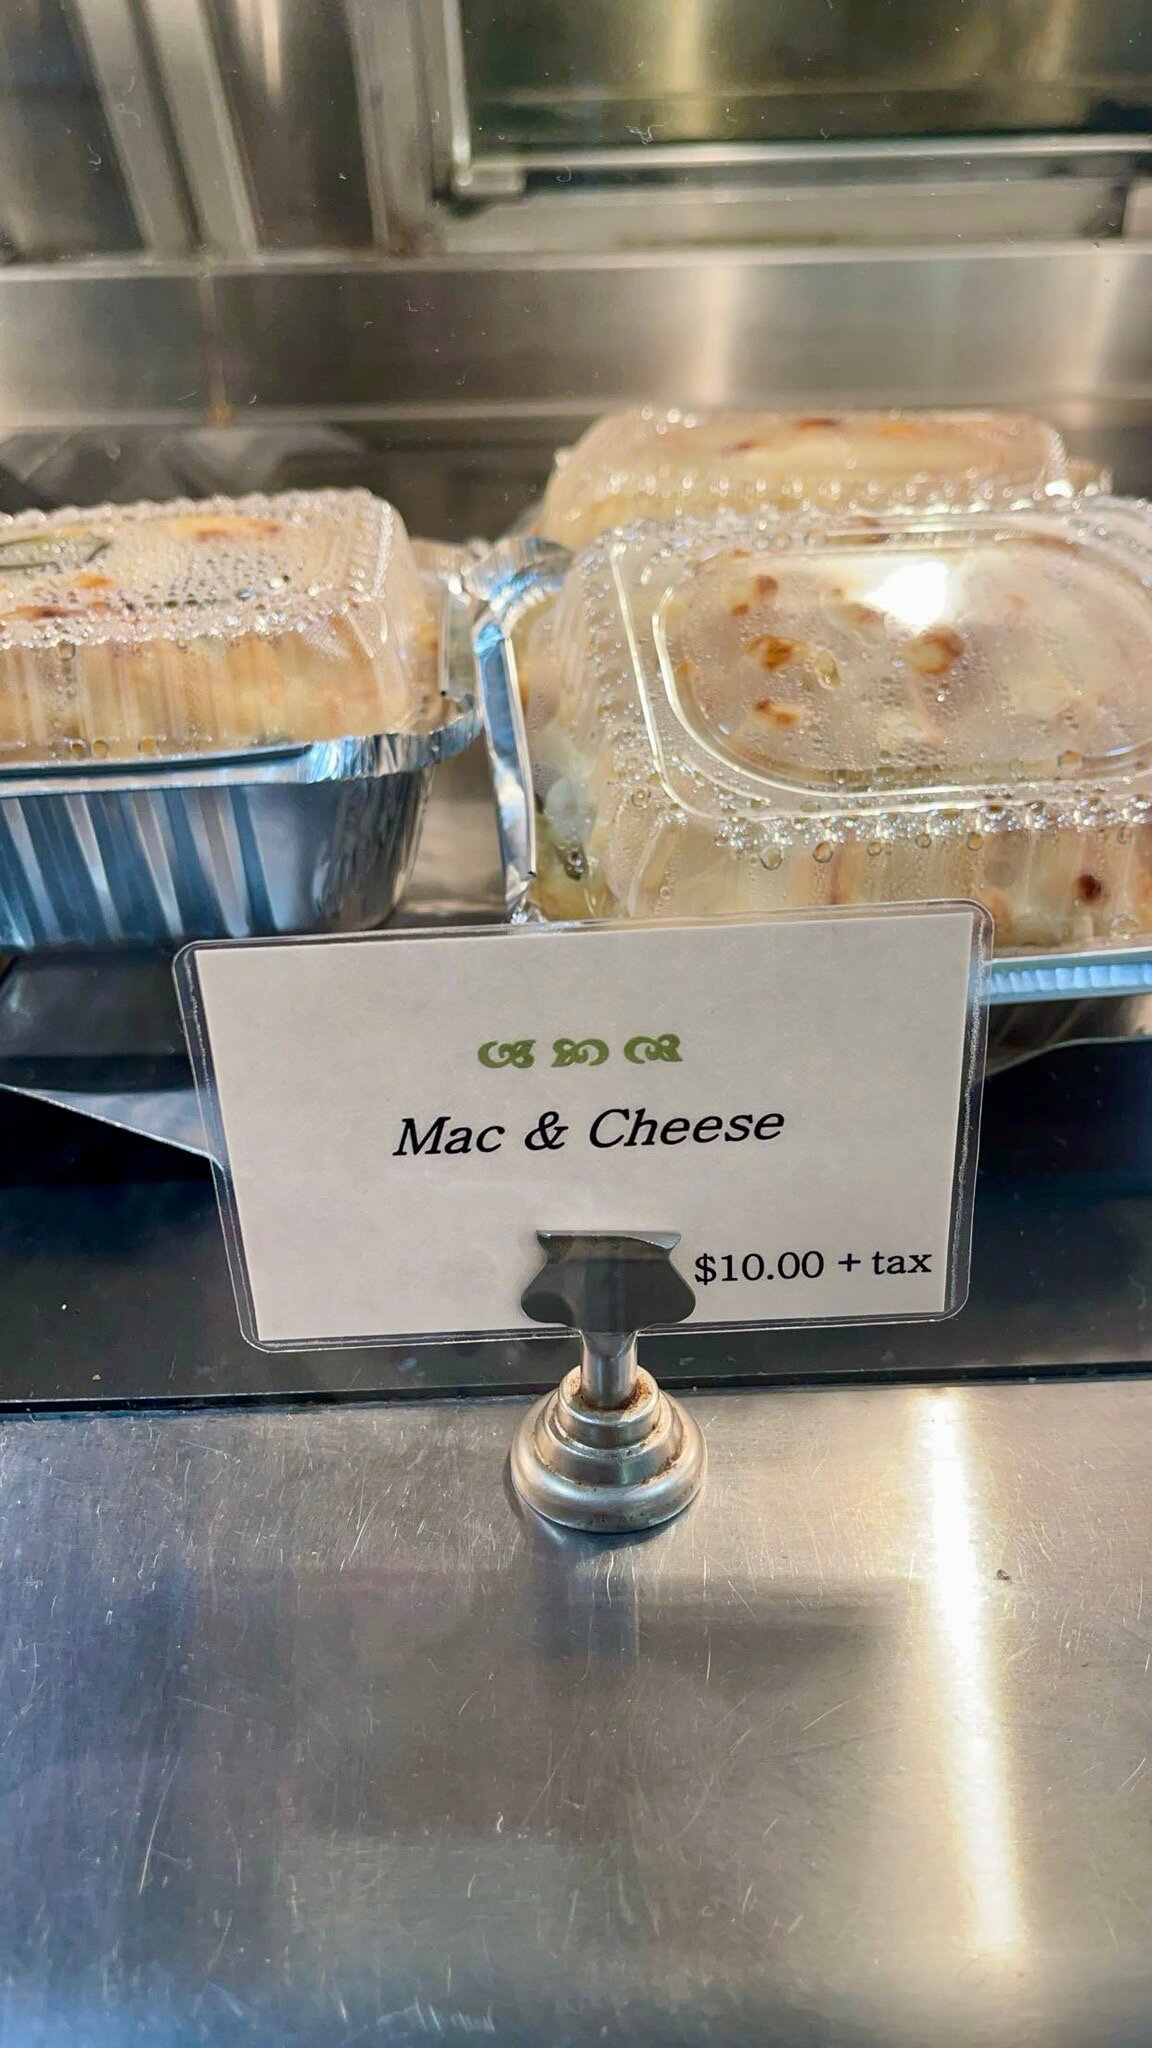 Mac & Cheese
$10.00 + tax